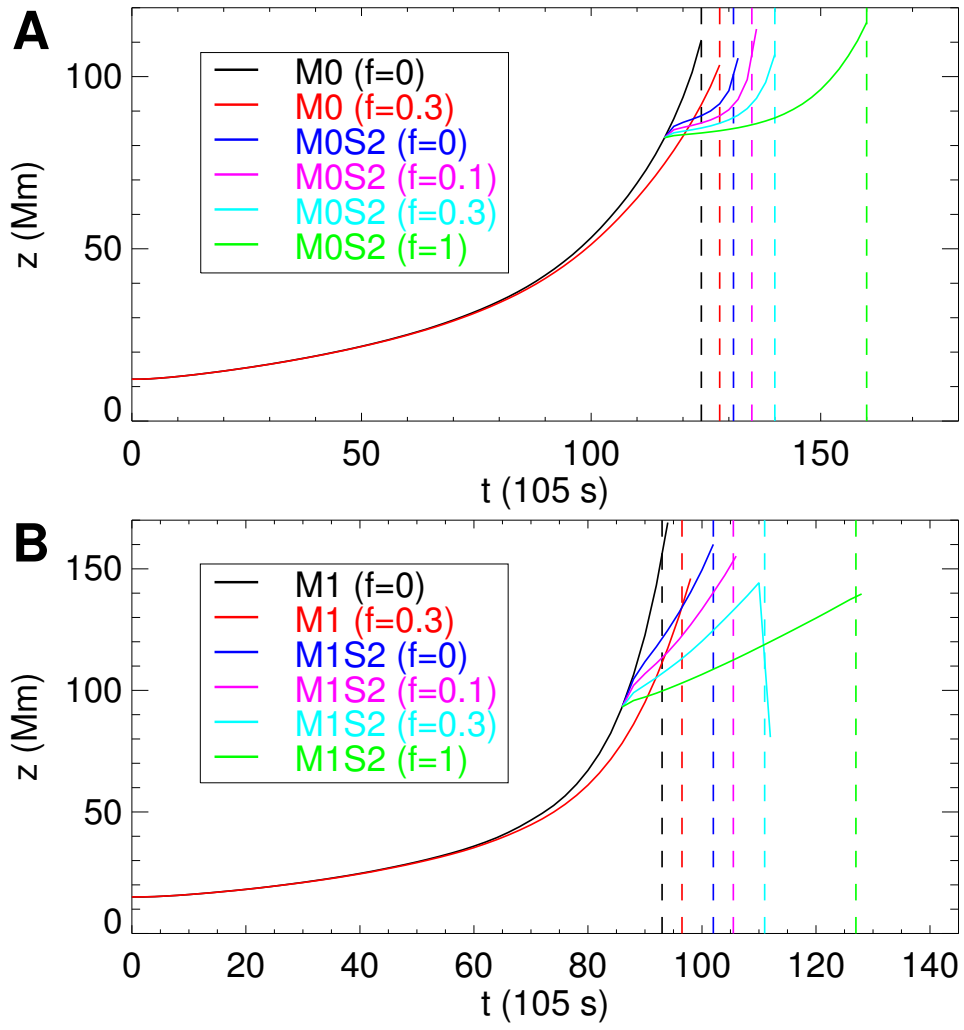 A
100
50
0
z (Mm)
M0 (f=0)
M0 (f=0.3)
M0S2 (f=0)
M0S2 (f=0.1)
M0S2 (f=0.3)
M0S2 (f=1)
0 50 100 150
t (105 s)
B
150
100
50
0
z (Mm)
M1 (f=0)
M1 (f=0.3)
M1S2 (f=0)
M1S2 (f=0.1)
M1S2 (f=0.3)
M1S2 (f=1)
0 20 40 60 80 100 120 140
t (105 s)